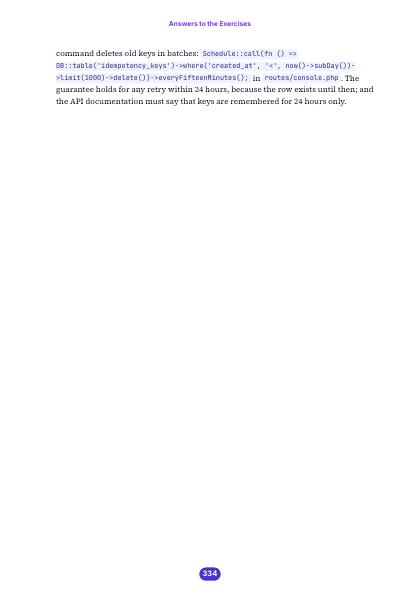 Answers to the Exercises
command deletes old keys in batches: Schedule::call(fn () =>
DB::table('idempotency_keys')->where('created_at', '<', now()->subDay())-
>limit(1000)->delete())->everyFifteenMinutes(); in routes/console.php. The
guarantee holds for any retry within 24 hours, because the row exists until then; and
the API documentation must say that keys are remembered for 24 hours only.
334